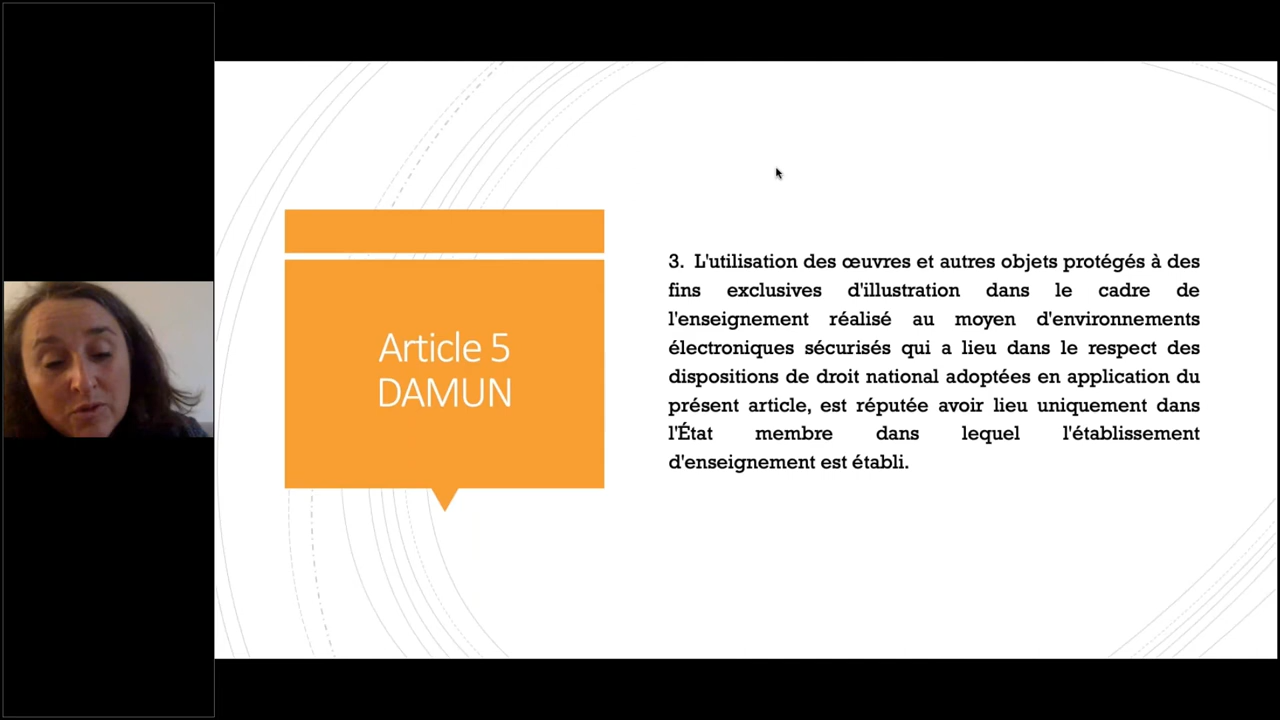 Article 5
DAMUN
3. L'utilisation des œuvres et autres objets protégés à des
fins exclusives d'illustration dans le cadre de
l'enseignement réalisé au moyen d'environnements
électroniques sécurisés qui a lieu dans le respect des
dispositions de droit national adoptées en application du
présent article, est réputée avoir lieu uniquement dans
l'État membre dans lequel l'établissement
d'enseignement est établi.